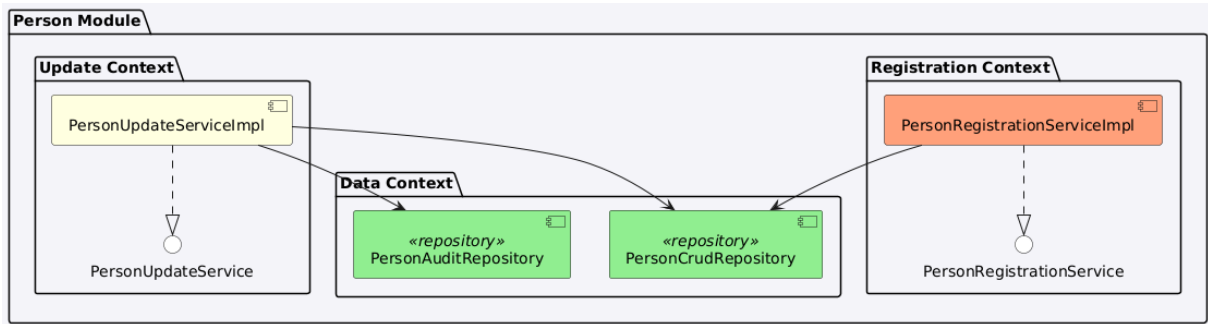 Person Module
Update Context
Registration Context
PersonUpdateServiceImpl
PersonRegistrationServiceImpl
Data Context
«repository»
PersonAuditRepository
«repository»
PersonCrudRepository
PersonUpdateService
PersonRegistrationService